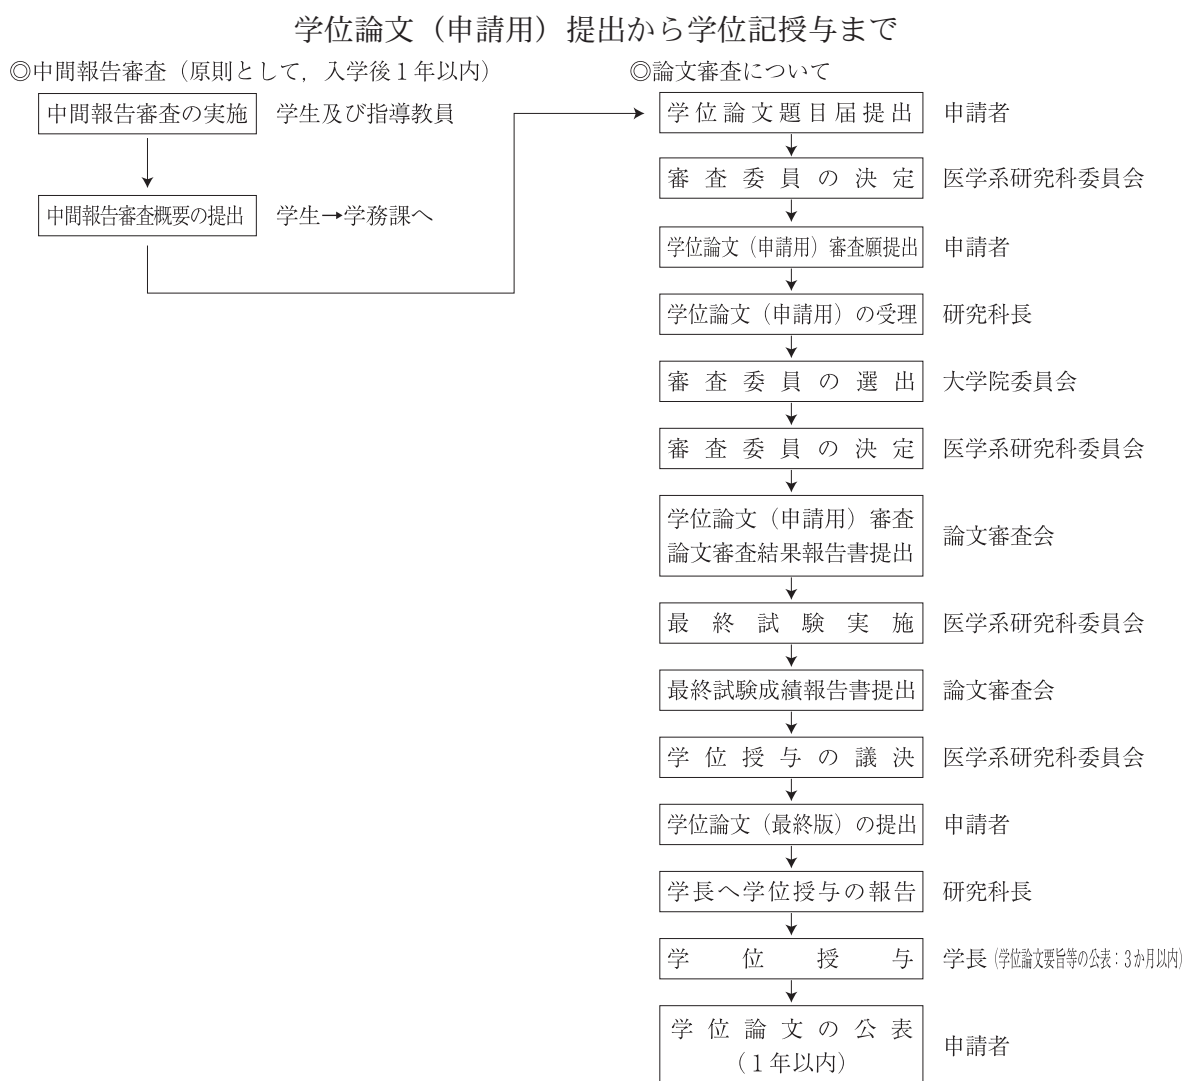 学位論文（申請用）提出から学位記授与まで
◎中間報告審査（原則として，入学後１年以内）
中間報告審査の実施 学生及び指導教員
中間報告審査概要の提出 学生→学務課へ
◎論文審査について
学位論文題目届提出 申請者
審査委員の決定 医学系研究科委員会
学位論文（申請用）審査願提出 申請者
学位論文（申請用）の受理 研究科長
審査委員の選出 大学院委員会
審査委員の決定 医学系研究科委員会
学位論文（申請用）審査
論文審査結果報告書提出
論文審査会
最終試験実施 医学系研究科委員会
最終試験成績報告書提出 論文審査会
学位授与の議決 医学系研究科委員会
学位論文（最終版）の提出 申請者
学長へ学位授与の報告 研究科長
学位授与 学長（学位論文要旨等の公表：３か月以内）
学位論文の公表
（１年以内）
申請者